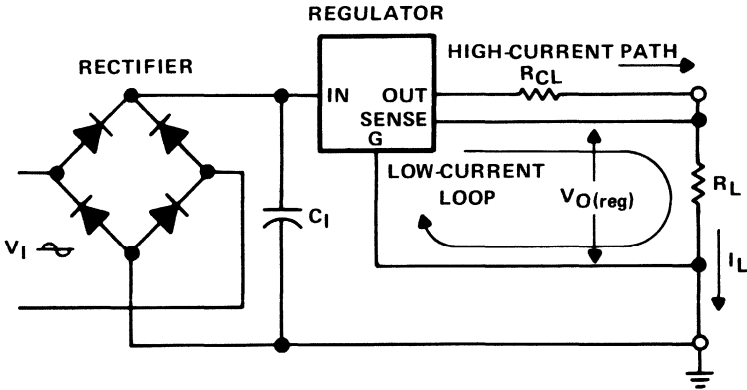 REGULATOR
RECTIFIER
HIGH-CURRENT PATH
RCL
IN
OUT
SENSE
G
LOW-CURRENT
LOOP
VO(reg)
RL
CI
VI
IL